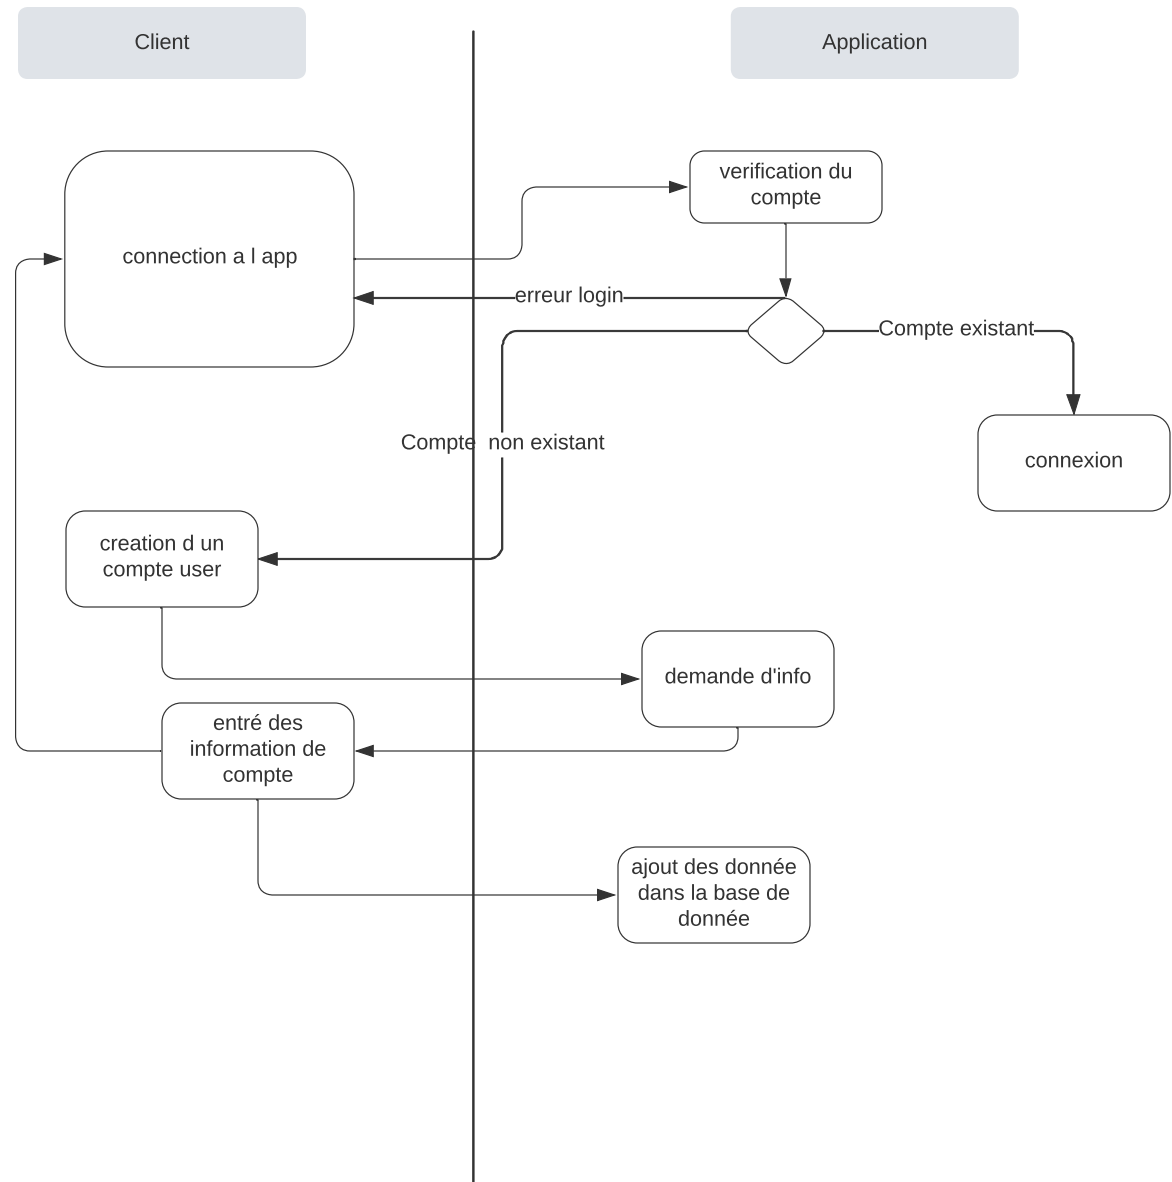 Client
Application
verification du
compte
connection a l app
erreur login
Compte existant
Compte  non existant
connexion
creation d un
compte user
demande d'info
entré des
information de
compte
ajout des donnée
dans la base de
donnée